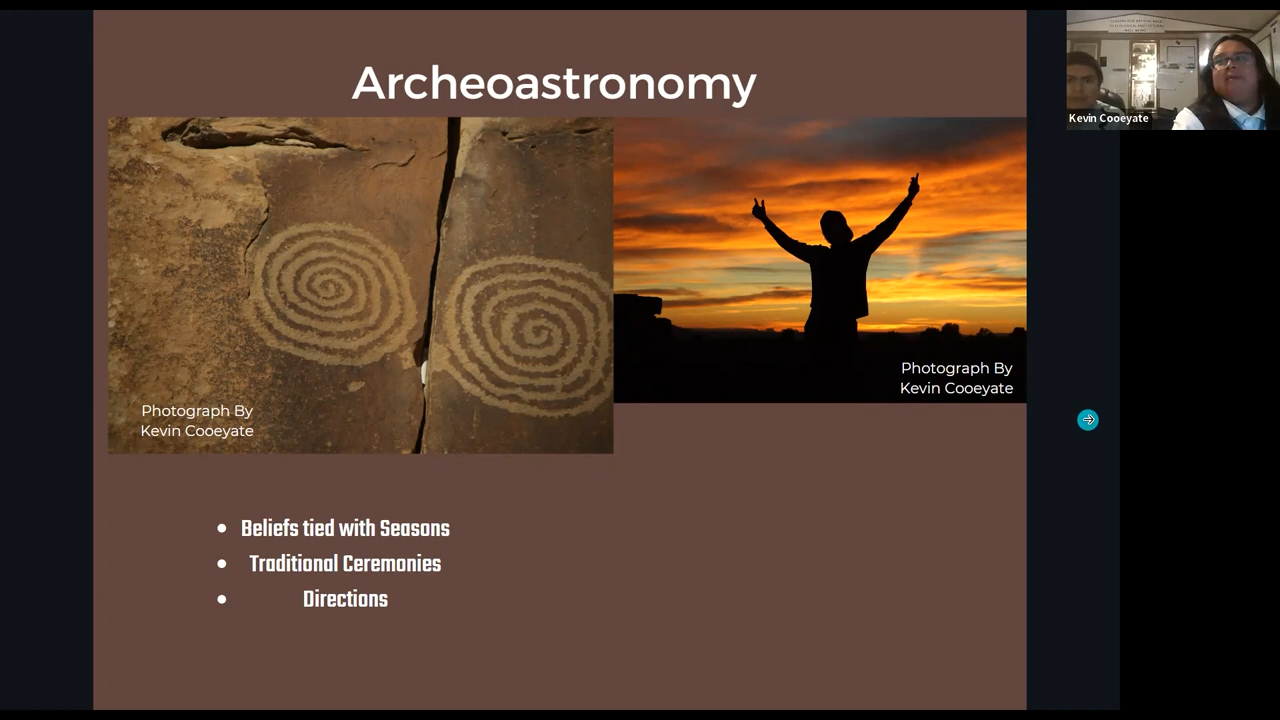 Archeoastronomy
Photograph By
Kevin Cooeyate
Photograph By
Kevin Cooeyate
Beliefs tied with Seasons
Traditional Ceremonies
Directions
Kevin Cooeyate